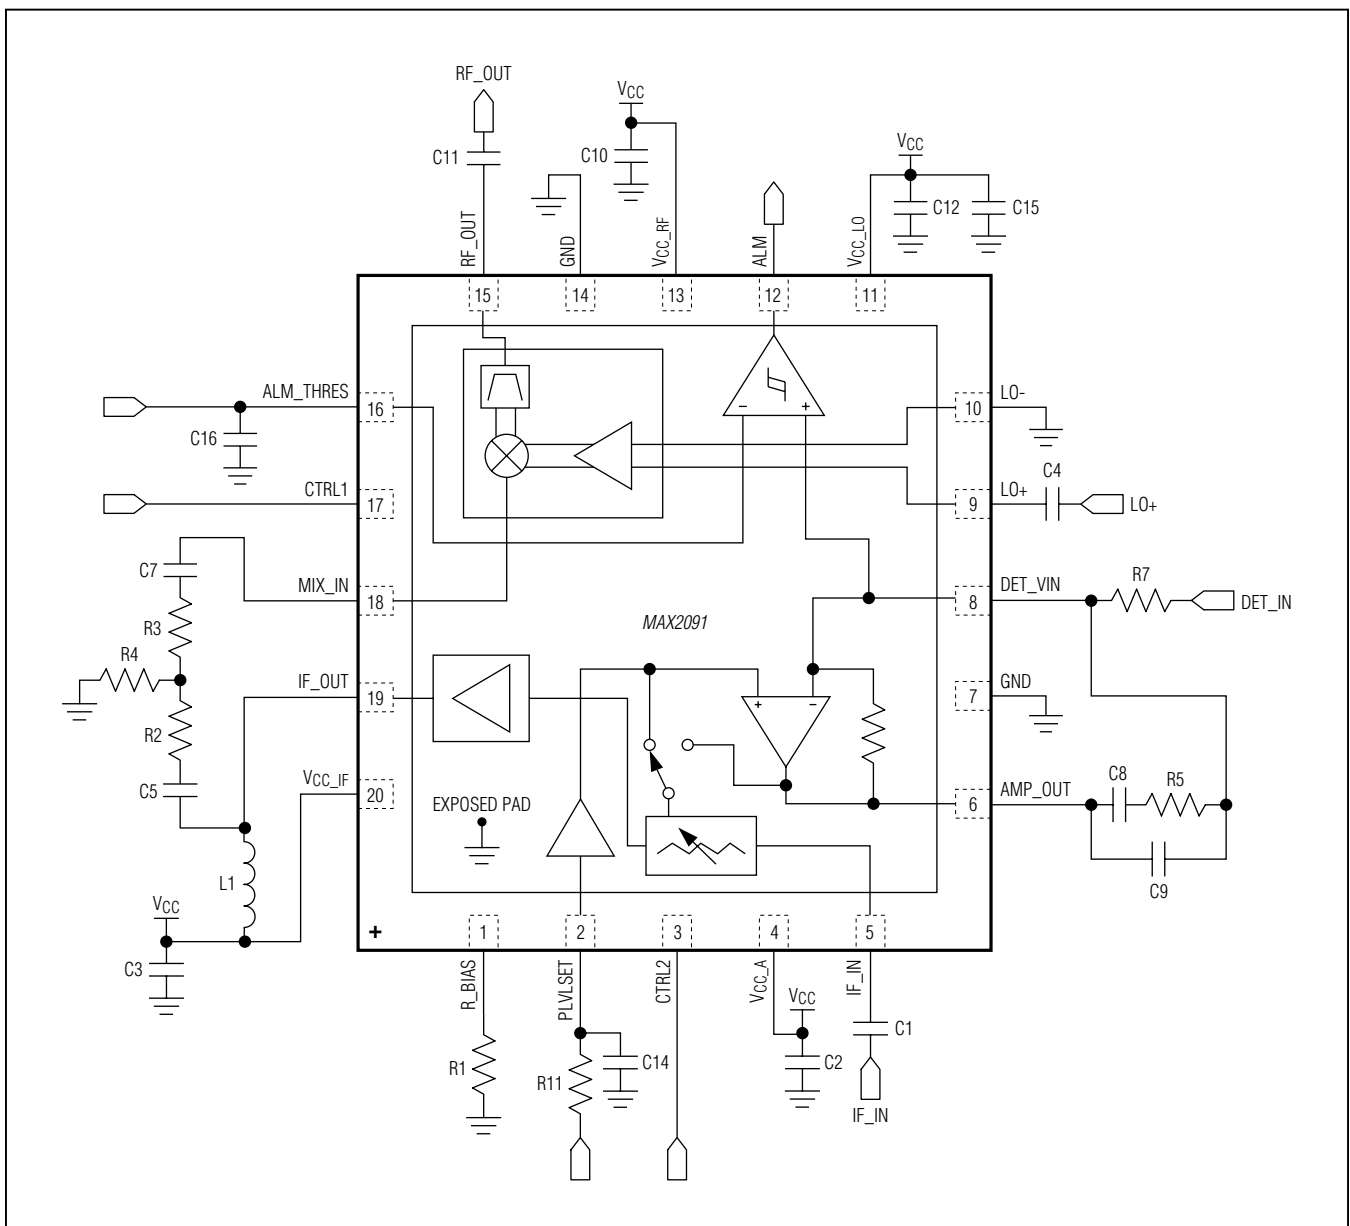 RF_OUT
VCC
C11
C10
VCC
C12
C15
RF_OUT
GND
VCC_RF
ALM
VCC_LO
15
14
13
12
11
ALM_THRES
16
C16
- +
10
LO-
CTRL1
17
9
LO+
C4
LO+
C7
MIX_IN
18
8
DET_VIN
R7
DET_IN
R3
MAX2091
R4
IF_OUT
19
7
GND
R2
+ -
C5
VCC_IF
20
EXPOSED PAD
6
AMP_OUT
C8
R5
C9
L1
VCC
C3
+
1
2
3
4
5
R_BIAS
PLVLSET
CTRL2
VCC_A
IF_IN
VCC
R1
R11
C14
C2
C1
IF_IN